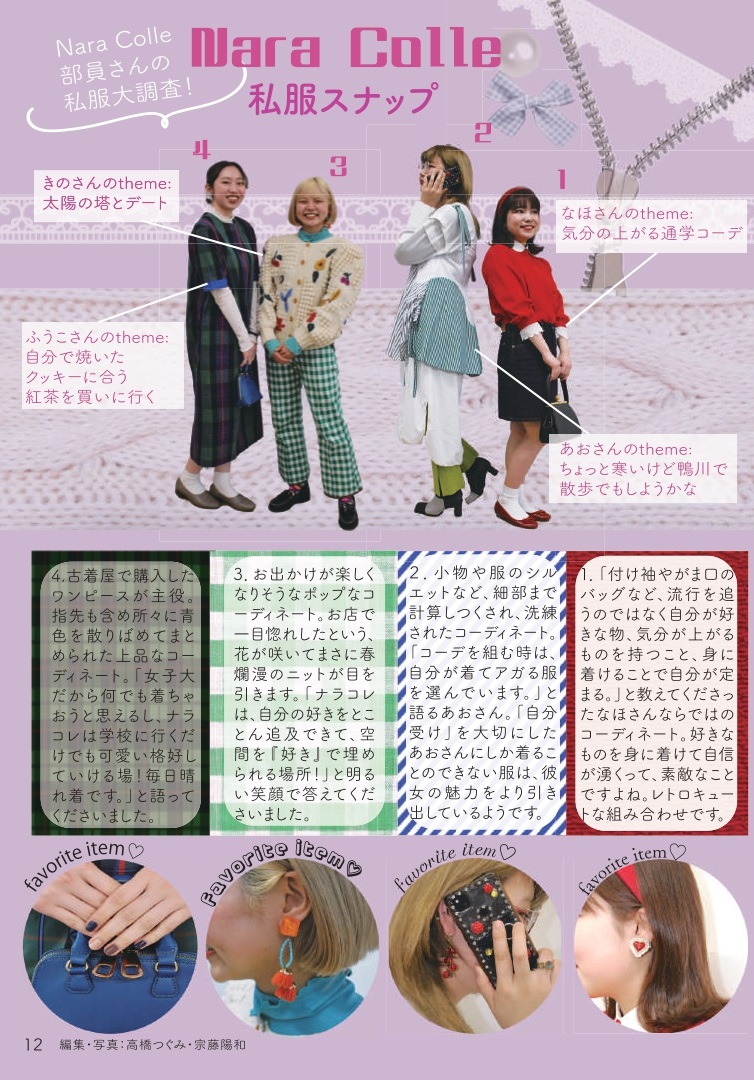 Nara Colle
部員さんの
私服大調査!
Nara Colle
私服スナップ
4
3
2
1
きのさんのtheme:
太陽の塔とデート
なほさんのtheme:
気分の上がる通学コーデ
ふうこさんのtheme:
自分で焼いた
クッキーに合う
紅茶を買いに行く
あおさんのtheme:
ちょっと寒いけど鴨川で
散歩でもしようかな
4.古着屋で購入した
ワンピースが主役。
指先も含め所々に青
色を散りばめてまと
められた上品なコー
ディネート。「女子大
だから何でも着ちゃ
おうと思えるし、ナラ
コレは学校に行くだ
けでも可愛い格好し
ていける場!毎日晴
れ着です。」と語って
くださいました。
3.お出かけが楽しく
なりそうなポップなコ
ーディネート。お店で
一目惚れしたという、
花が咲いてまさに春
爛漫のニットが目を
引きます。「ナラコレ
は、自分の好きをとこ
とん追及できて、空
間を『好き』で埋め
られる場所!」と明る
い笑顔で答えてくだ
さいました。
2.小物や服のシル
エットなど、細部まで
計算しつくされ、洗練
されたコーディネート。
「コーデを組む時は、
自分が着てアガる服
を選んでいます。」と
語るあおさん。「自分
受け」を大切にした
あおさんにしか着るこ
とのできない服は、彼
女の魅力をより引き
出しているようです。
1.「付け袖やがま口の
バッグなど、流行を追
うのではなく自分が好
きな物、気分が上がる
ものを持つこと、身に
着けることで自分が定
まる。」と教えてくださっ
たなほさんならではの
コーディネート。好きな
ものを身に着けて自信
が湧くって、素敵なこと
ですよね。レトロキュー
トな組み合わせです。
favorite item♡
Favorite item♡
favorite item♡
favorite item♡
12 編集・写真:高橋つぐみ・宗藤陽和